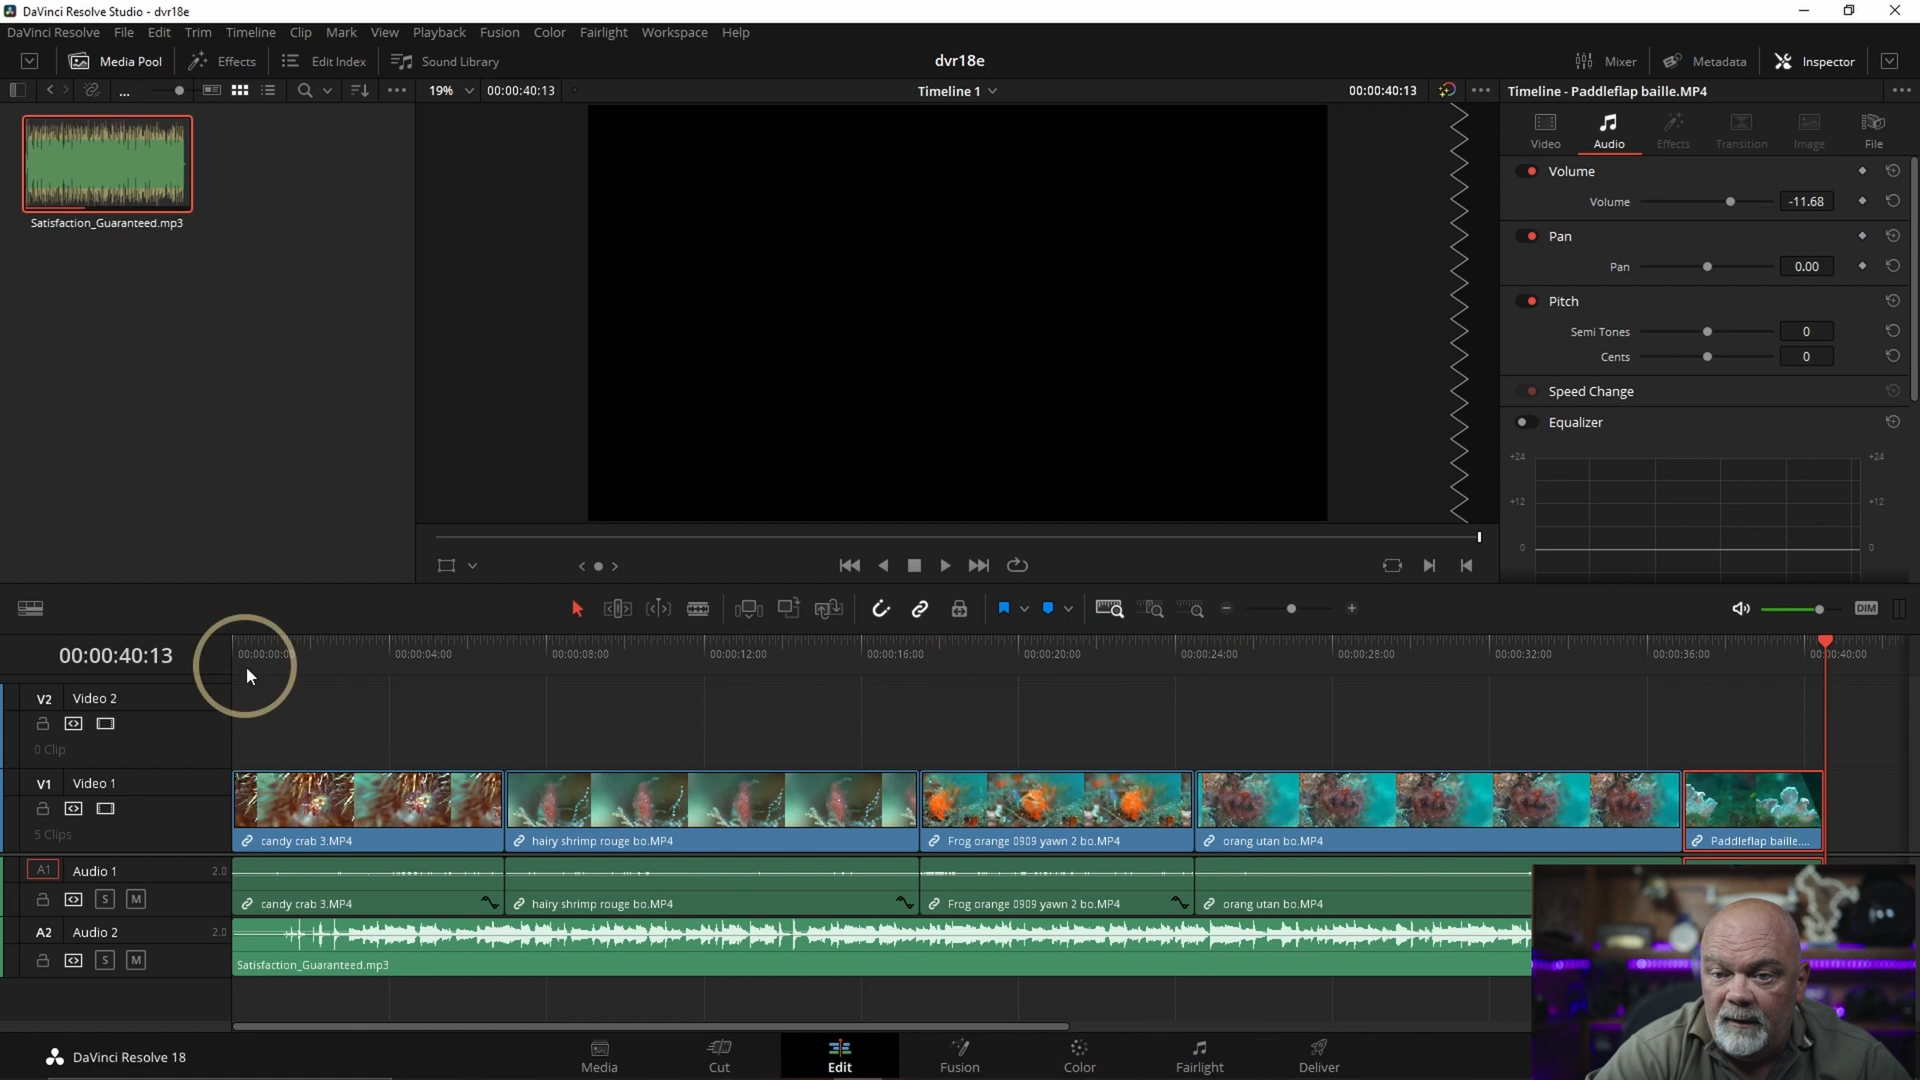 DaVinci Resolve Studio - dvr18e
DaVinci Resolve File Edit Trim Timeline Clip Mark View Playback Fusion Color Fairlight Workspace Help
Media Pool Effects Edit Index Sound Library dvr18e Mixer Metadata Inspector
... 19% 00:00:40:13 Timeline 1 00:00:40:13 Timeline - Paddleflap baille.MP4
Satisfaction_Guaranteed.mp3
Video Audio Effects Transition Image File
Volume
Volume -11.68
Pan
Pan 0.00
Pitch
Semi Tones 0
Cents 0
Speed Change
Equalizer
+24 +24
+12 +12
0 0
DIM
00:00:40:13
00:00:00:00 00:00:04:00 00:00:08:00 00:00:12:00 00:00:16:00 00:00:20:00 00:00:24:00 00:00:28:00 00:00:32:00 00:00:36:00 00:00:40:00
V2 Video 2
0 Clip
V1 Video 1
5 Clips
candy crab 3.MP4 hairy shrimp rouge bo.MP4 Frog orange 0909 yawn 2 bo.MP4 orang utan bo.MP4 Paddleflap baille....
A1 Audio 1 2.0
S M
candy crab 3.MP4 hairy shrimp rouge bo.MP4 Frog orange 0909 yawn 2 bo.MP4 orang utan bo.MP4
A2 Audio 2 2.0
S M
Satisfaction_Guaranteed.mp3
DaVinci Resolve 18
Media Cut Edit Fusion Color Fairlight Deliver